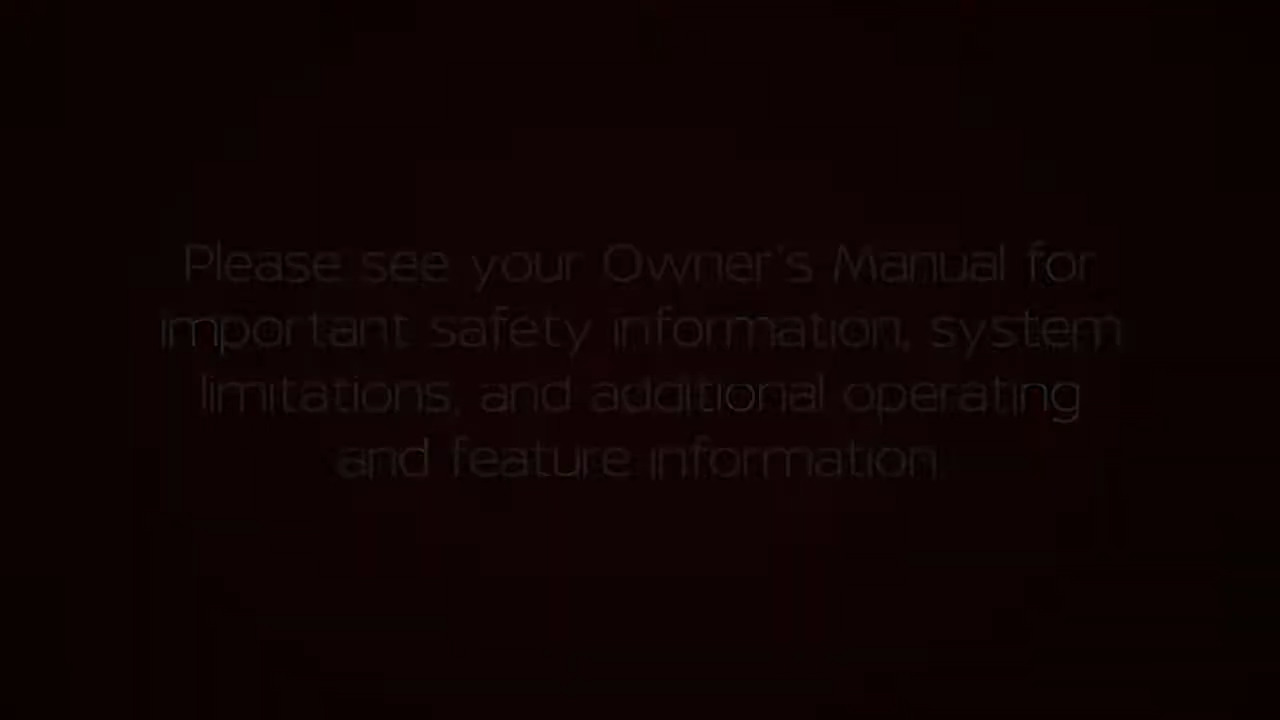 Please see your Owner's Manual for
important safety information, system
limitations, and additional operating
and feature information.